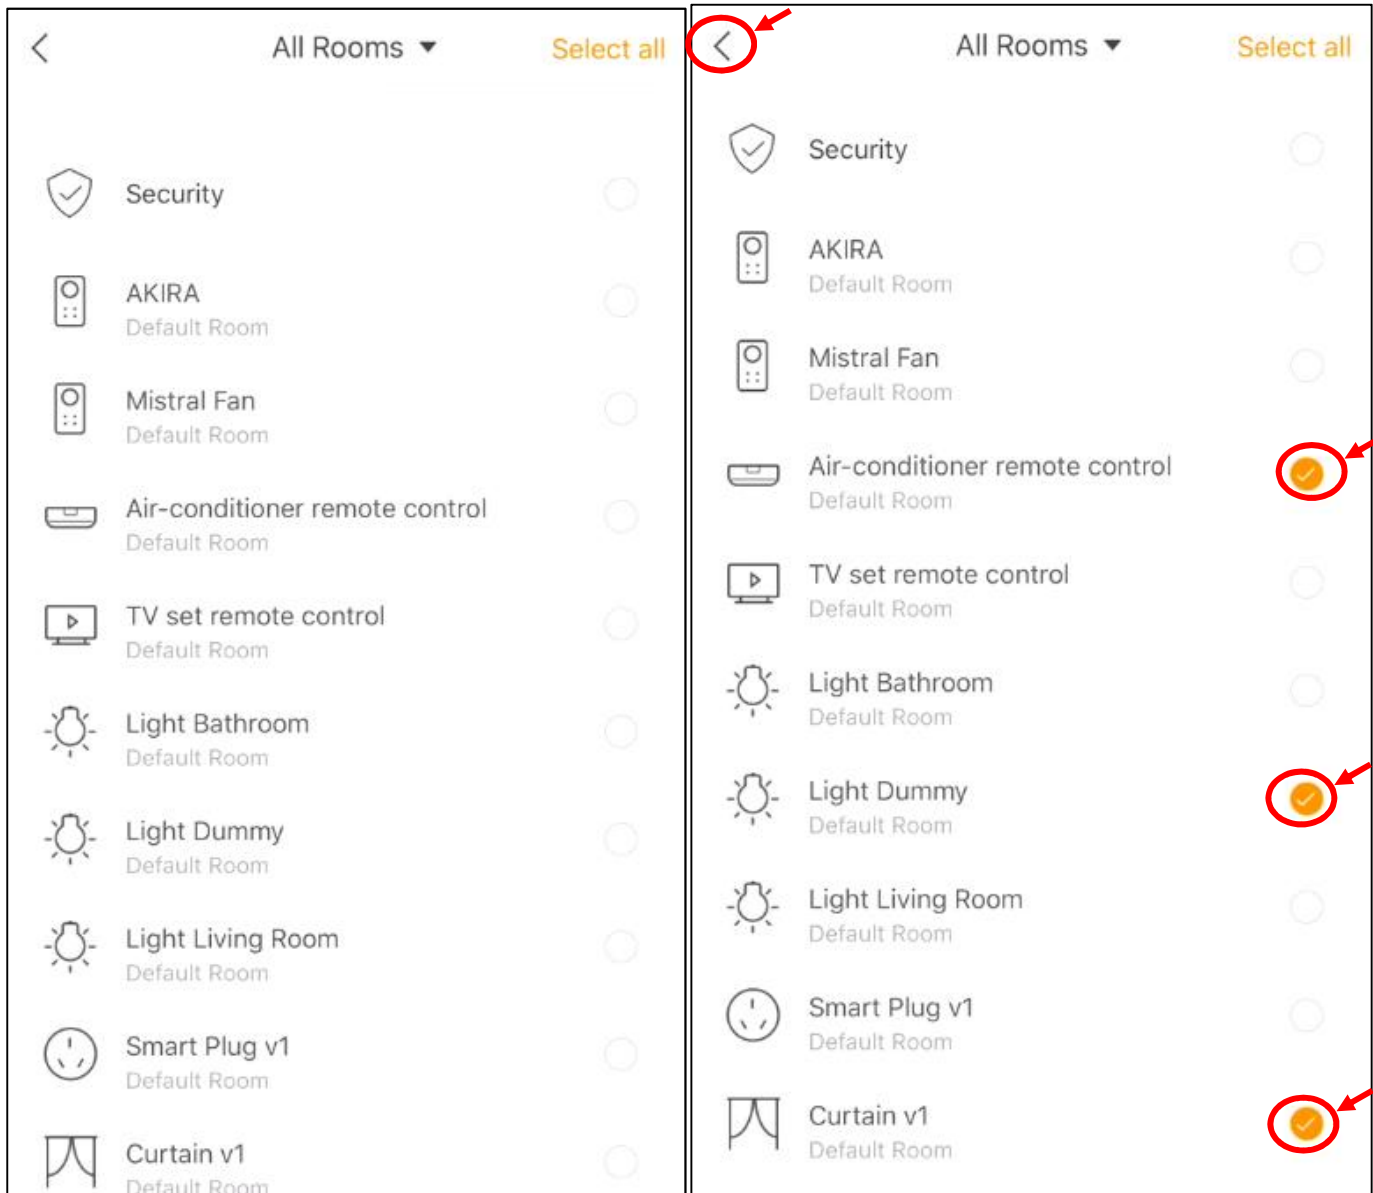 All Rooms
Select all
Security
AKIRA
Default Room
Mistral Fan
Default Room
Air-conditioner remote control
Default Room
TV set remote control
Default Room
Light Bathroom
Default Room
Light Dummy
Default Room
Light Living Room
Default Room
Smart Plug v1
Default Room
Curtain v1
Default Room
All Rooms
Select all
Security
AKIRA
Default Room
Mistral Fan
Default Room
Air-conditioner remote control
Default Room
TV set remote control
Default Room
Light Bathroom
Default Room
Light Dummy
Default Room
Light Living Room
Default Room
Smart Plug v1
Default Room
Curtain v1
Default Room